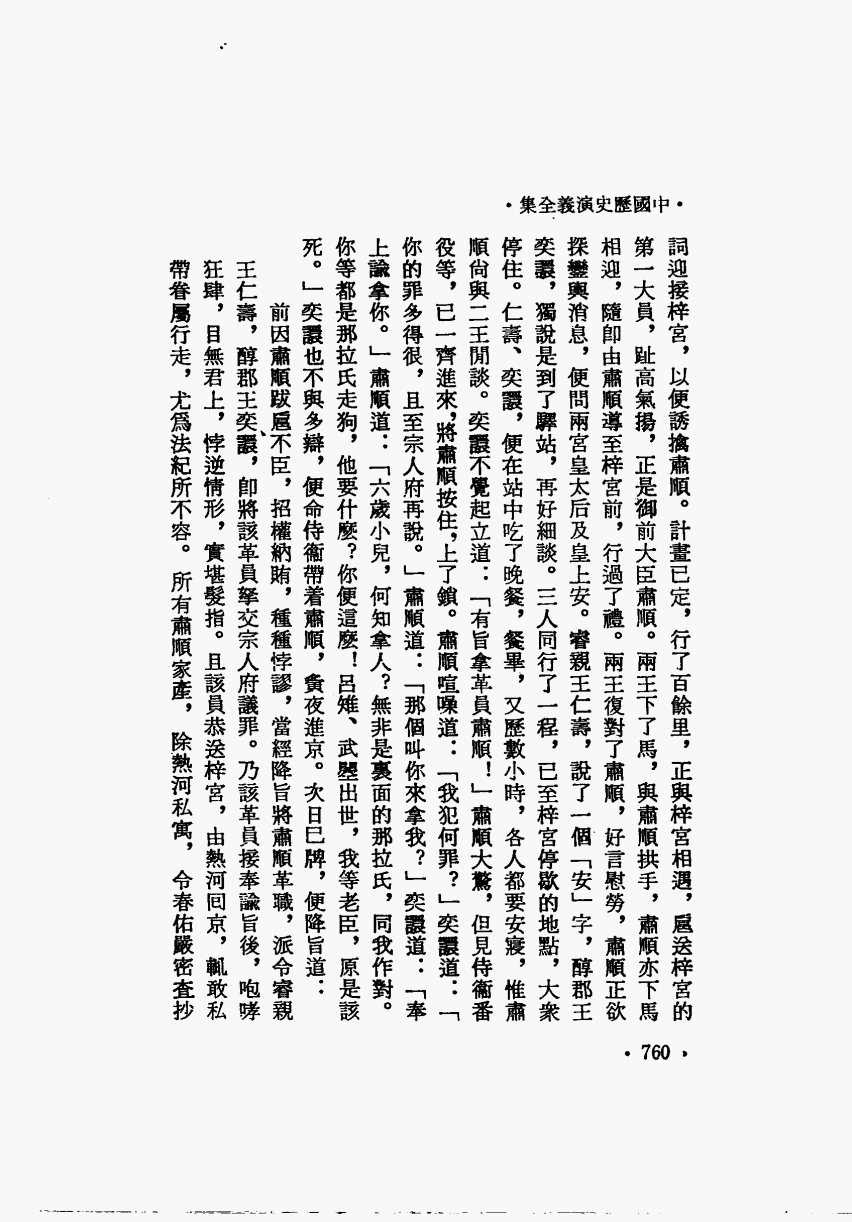 •中國歷史演義全集•
詞迎接梓宮，以便誘擒肅順。計畫已定，行了百餘里，正與梓宮相遇，扈送梓宮的
第一大員，趾高氣揚，正是御前大臣肅順。兩王下了馬，與肅順拱手，肅順亦下馬
相迎，隨卽由肅順導至梓宮前，行過了禮。兩王復對了肅順，好言慰勞，肅順正欲
探鑾輿消息，便問兩宮皇太后及皇上安。睿親王仁壽，說了一個「安」字，醇郡王
奕譞，獨說是到了驛站，再好細談。三人同行了一程，已至梓宮停歇的地點，大衆
停住。仁壽、奕譞，便在站中吃了晚餐，餐畢，又歷數小時，各人都要安寢，惟肅
順尙與二王閒談。奕譞不覺起立道：「有旨拿革員肅順！」肅順大驚，但見侍衞番
役等，已一齊進來，將肅順按住，上了鎖。肅順喧噪道：「我犯何罪？」奕譞道：「
你的罪多得很，且至宗人府再說。」肅順道：「那個叫你來拿我？」奕譞道：「奉
上諭拿你。」肅順道：「六歲小兒，何知拿人？無非是裏面的那拉氏，同我作對。
你等都是那拉氏走狗，他要什麼？你便這麼！呂雉、武曌出世，我等老臣，原是該
死。」奕譞也不與多辯，便命侍衞帶着肅順，夤夜進京。次日巳牌，便降旨道：
前因肅順跋扈不臣，招權納賄，種種悖謬，當經降旨將肅順革職，派令睿親
王仁壽，醇郡王奕譞，卽將該革員拏交宗人府議罪。乃該革員接奉諭旨後，咆哮
狂肆，目無君上，悖逆情形，實堪髮指。且該員恭送梓宮，由熱河回京，輒敢私
帶眷屬行走，尤爲法紀所不容。所有肅順家產，除熱河私寓，令春佑嚴密查抄
•760•